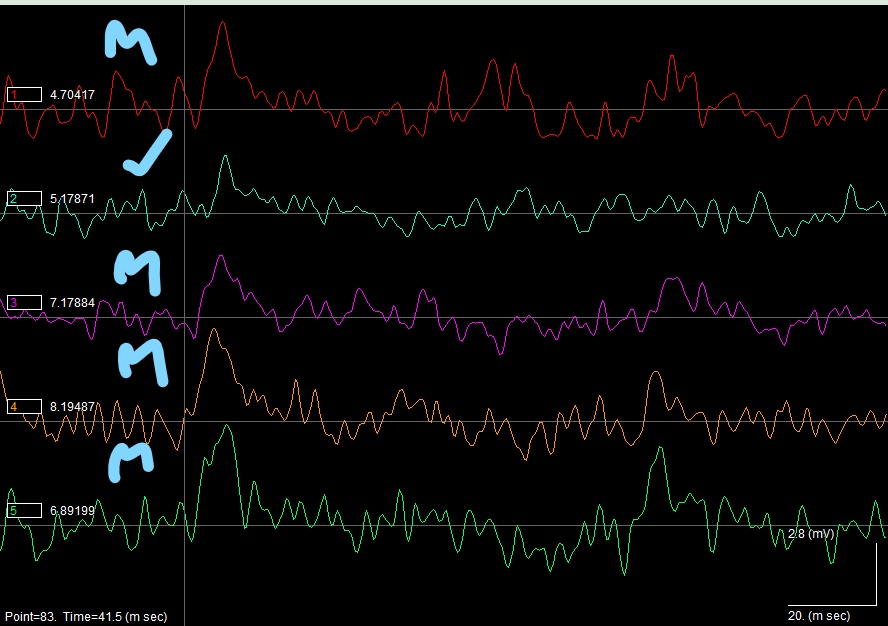 M
1 4.70417
✓
2 5.17871
M
3 7.17884
M
4 8.19487
M
5 6.89199
2.8 (mV)
Point=83. Time=41.5 (m sec)
20. (m sec)